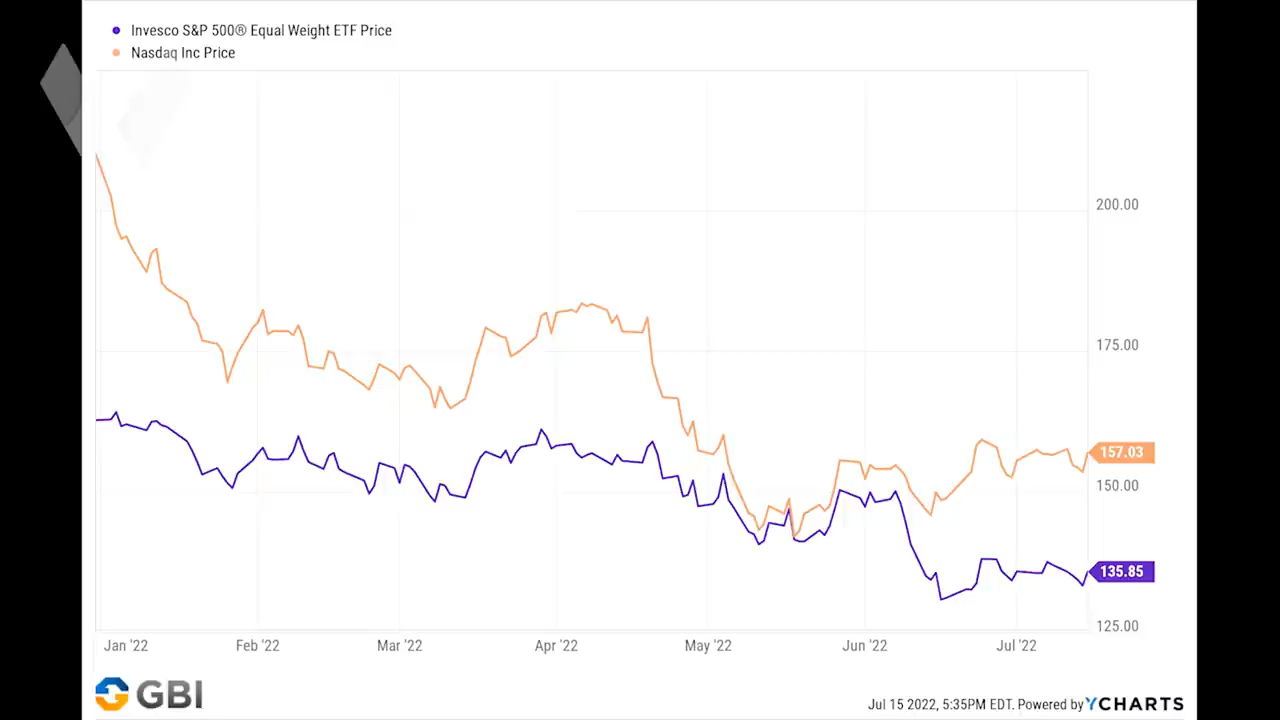 Invesco S&P 500® Equal Weight ETF Price
Nasdaq Inc Price
200.00
175.00
157.03
150.00
135.85
125.00
Jan '22 Feb '22 Mar '22 Apr '22 May '22 Jun '22 Jul '22
GBI
Jul 15 2022, 5:35PM EDT. Powered by YCHARTS